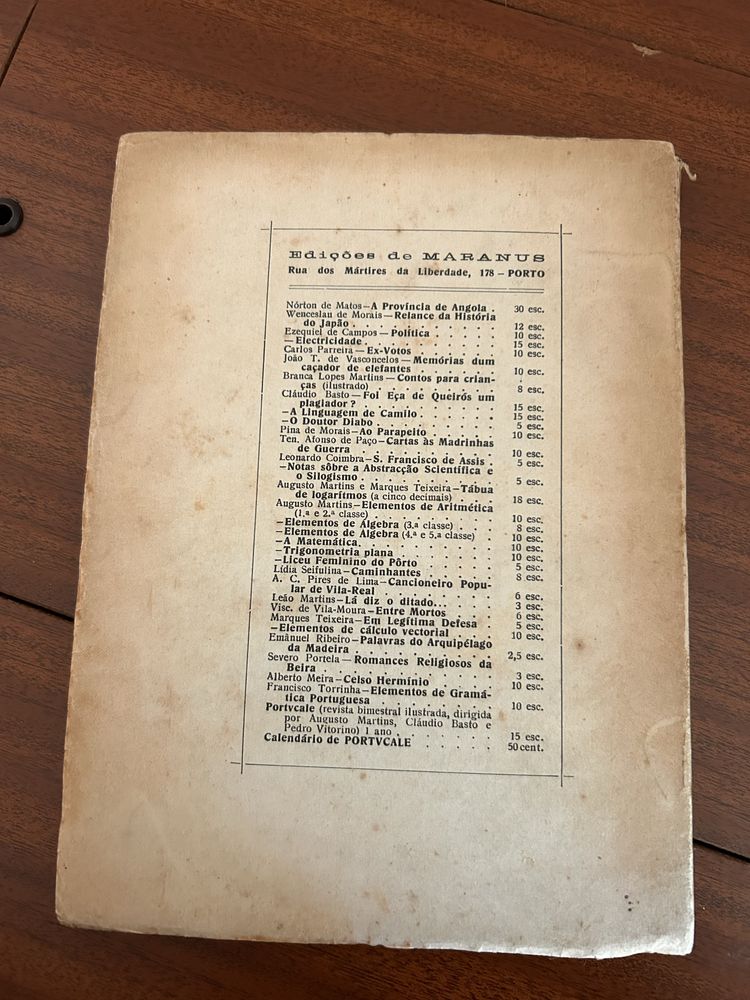 Edições de MARANUS
Rua dos Mártires da Liberdade, 178 – PORTO
Nórton de Matos – A Província de Angola . 30 esc.
Wenceslau de Morais – Relance da História
do Japão . . . . . . . . . 12 esc.
Ezequiel de Campos – Política . . . . 10 esc.
– Electricidade . . . . . . . . . 15 esc.
Carlos Parreira – Ex-Votos . . . . . 10 esc.
João T. de Vasconcelos – Memórias dum
caçador de elefantes . . . . . 10 esc.
Branca Lopes Martins – Contos para crian-
ças (ilustrado) . . . . . . . . 8 esc.
Cláudio Basto – Foi Eça de Queirós um
plagiador ? . . . . . . . . . 15 esc.
– A Linguagem de Camilo . . . . . 15 esc.
– O Doutor Diabo . . . . . . . . 5 esc.
Pina de Morais – Ao Parapeito . . . . 10 esc.
Ten. Afonso de Paço – Cartas às Madrinhas
de Guerra . . . . . . . . . 10 esc.
Leonardo Coimbra – S. Francisco de Assis . 5 esc.
– Notas sôbre a Abstracção Scientífica e
o Silogismo . . . . . . . . . 5 esc.
Augusto Martins e Marques Teixeira – Tábua
de logarítmos (a cinco decimais) . . . 18 esc.
Augusto Martins – Elementos de Aritmética
(1.ª e 2.ª classe) . . . . . . . . 10 esc.
– Elementos de Álgebra (3.ª classe) . . . 8 esc.
– Elementos de Álgebra (4.ª e 5.ª classe) . 10 esc.
– A Matemática. . . . . . . . . 10 esc.
– Trigonometria plana . . . . . . 10 esc.
– Liceu Feminino do Pôrto . . . . . 5 esc.
Lídia Seifulina – Caminhantes . . . . 8 esc.
A. C. Pires de Lima – Cancioneiro Popu-
lar de Vila-Real . . . . . . . 6 esc.
Leão Martins – Lá diz o ditado... . . . 3 esc.
Visc. de Vila-Moura – Entre Mortos . . . 6 esc.
Marques Teixeira – Em Legítima Defesa . 5 esc.
– Elementos de cálculo vectorial . . . 10 esc.
Emanuel Ribeiro – Palavras do Arquipélago
da Madeira . . . . . . . . . 2,5 esc.
Severo Portela – Romances Religiosos da
Beira . . . . . . . . . . . 3 esc.
Alberto Meira – Celso Hermínio . . . . 10 esc.
Francisco Torrinha – Elementos de Gramá-
tica Portuguesa . . . . . . . 10 esc.
Portvcale (revista bimestral ilustrada, dirigida
por Augusto Martins, Cláudio Basto e
Pedro Vitorino) 1 ano . . . . . . . 15 esc.
Calendário de PORTVCALE . . . . . 50 cent.